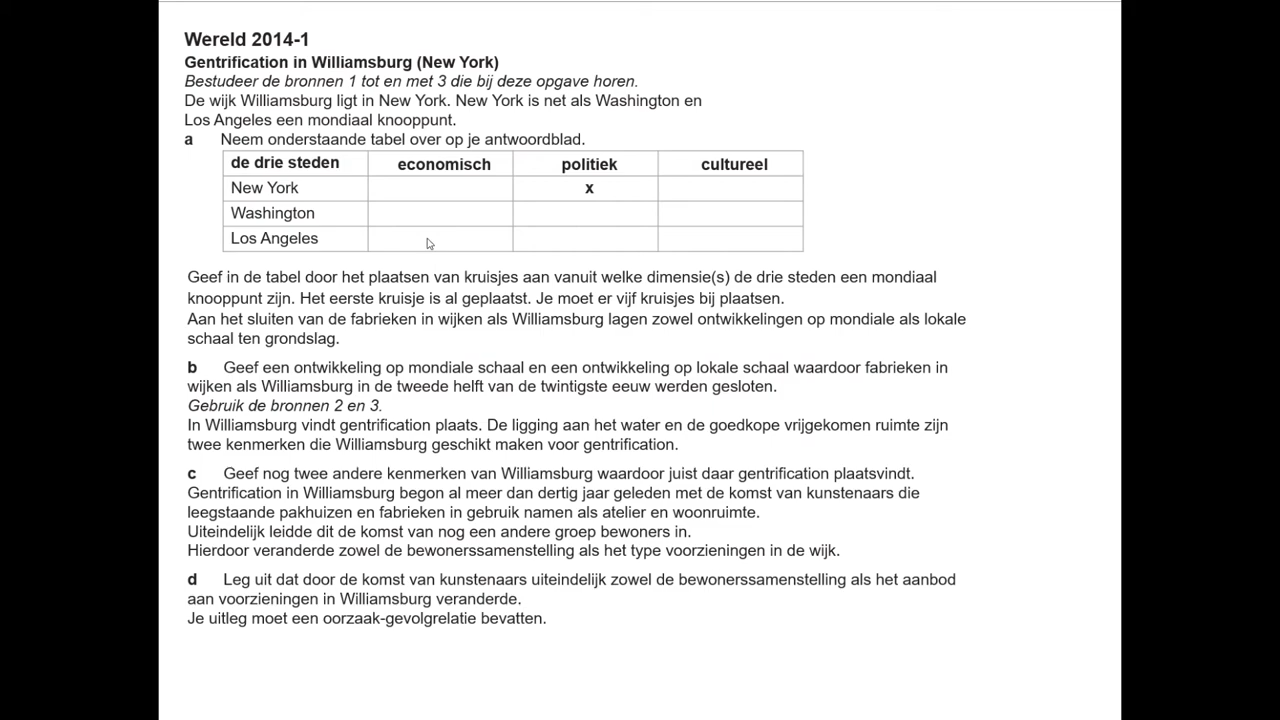 Wereld 2014-1
Gentrification in Williamsburg (New York)
Bestudeer de bronnen 1 tot en met 3 die bij deze opgave horen.
De wijk Williamsburg ligt in New York. New York is net als Washington en
Los Angeles een mondiaal knooppunt.
a Neem onderstaande tabel over op je antwoordblad.
de drie steden economisch politiek cultureel
New York x
Washington
Los Angeles
Geef in de tabel door het plaatsen van kruisjes aan vanuit welke dimensie(s) de drie steden een mondiaal
knooppunt zijn. Het eerste kruisje is al geplaatst. Je moet er vijf kruisjes bij plaatsen.
Aan het sluiten van de fabrieken in wijken als Williamsburg lagen zowel ontwikkelingen op mondiale als lokale
schaal ten grondslag.
b Geef een ontwikkeling op mondiale schaal en een ontwikkeling op lokale schaal waardoor fabrieken in
wijken als Williamsburg in de tweede helft van de twintigste eeuw werden gesloten.
Gebruik de bronnen 2 en 3.
In Williamsburg vindt gentrification plaats. De ligging aan het water en de goedkope vrijgekomen ruimte zijn
twee kenmerken die Williamsburg geschikt maken voor gentrification.
c Geef nog twee andere kenmerken van Williamsburg waardoor juist daar gentrification plaatsvindt.
Gentrification in Williamsburg begon al meer dan dertig jaar geleden met de komst van kunstenaars die
leegstaande pakhuizen en fabrieken in gebruik namen als atelier en woonruimte.
Uiteindelijk leidde dit de komst van nog een andere groep bewoners in.
Hierdoor veranderde zowel de bewonerssamenstelling als het type voorzieningen in de wijk.
d Leg uit dat door de komst van kunstenaars uiteindelijk zowel de bewonerssamenstelling als het aanbod
aan voorzieningen in Williamsburg veranderde.
Je uitleg moet een oorzaak-gevolgrelatie bevatten.